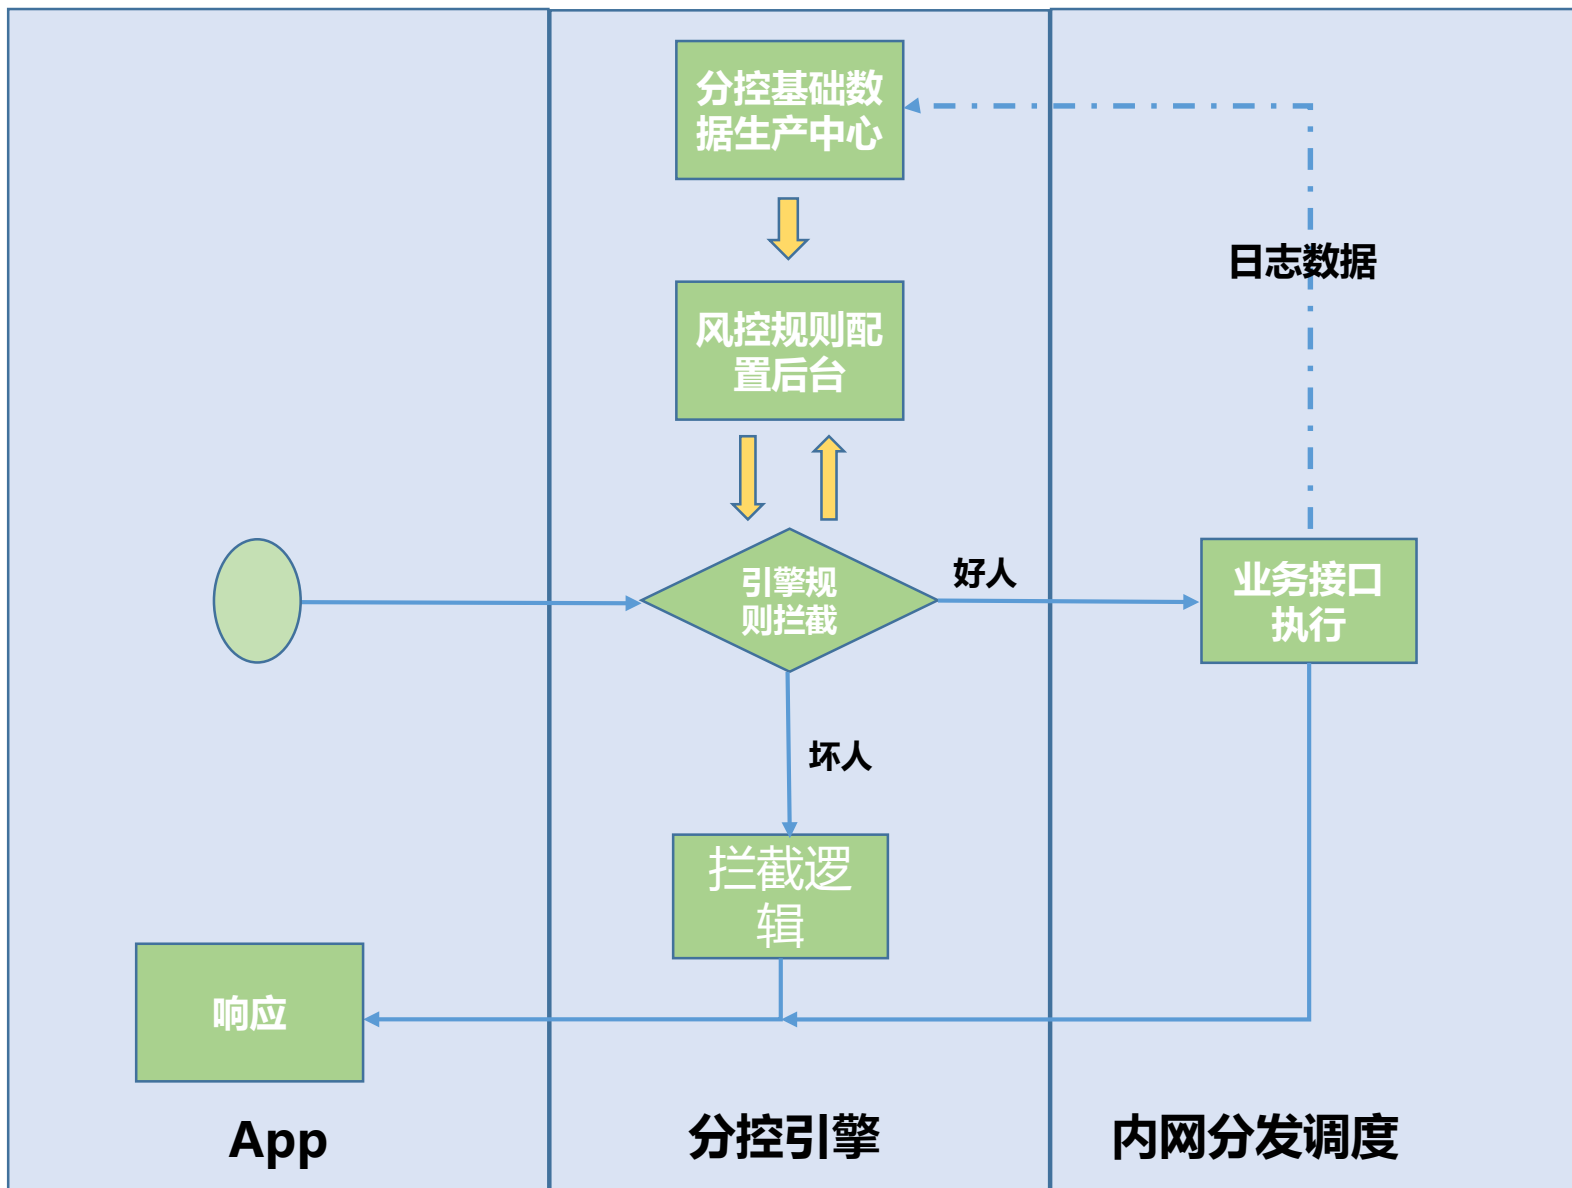 分控基础数
据生产中心
日志数据
风控规则配
置后台
引擎规
则拦截
好人
业务接口
执行
坏人
拦截逻
辑
响应
App
分控引擎
内网分发调度